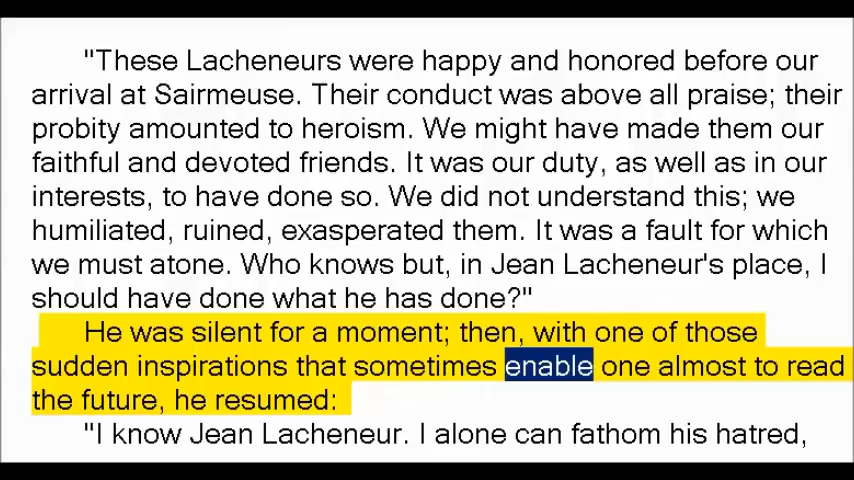 "These Lacheneurs were happy and honored before our
arrival at Sairmeuse. Their conduct was above all praise; their
probity amounted to heroism. We might have made them our
faithful and devoted friends. It was our duty, as well as in our
interests, to have done so. We did not understand this; we
humiliated, ruined, exasperated them. It was a fault for which
we must atone. Who knows but, in Jean Lacheneur's place, I
should have done what he has done?"
He was silent for a moment; then, with one of those
sudden inspirations that sometimes enable one almost to read
the future, he resumed:
"I know Jean Lacheneur. I alone can fathom his hatred,